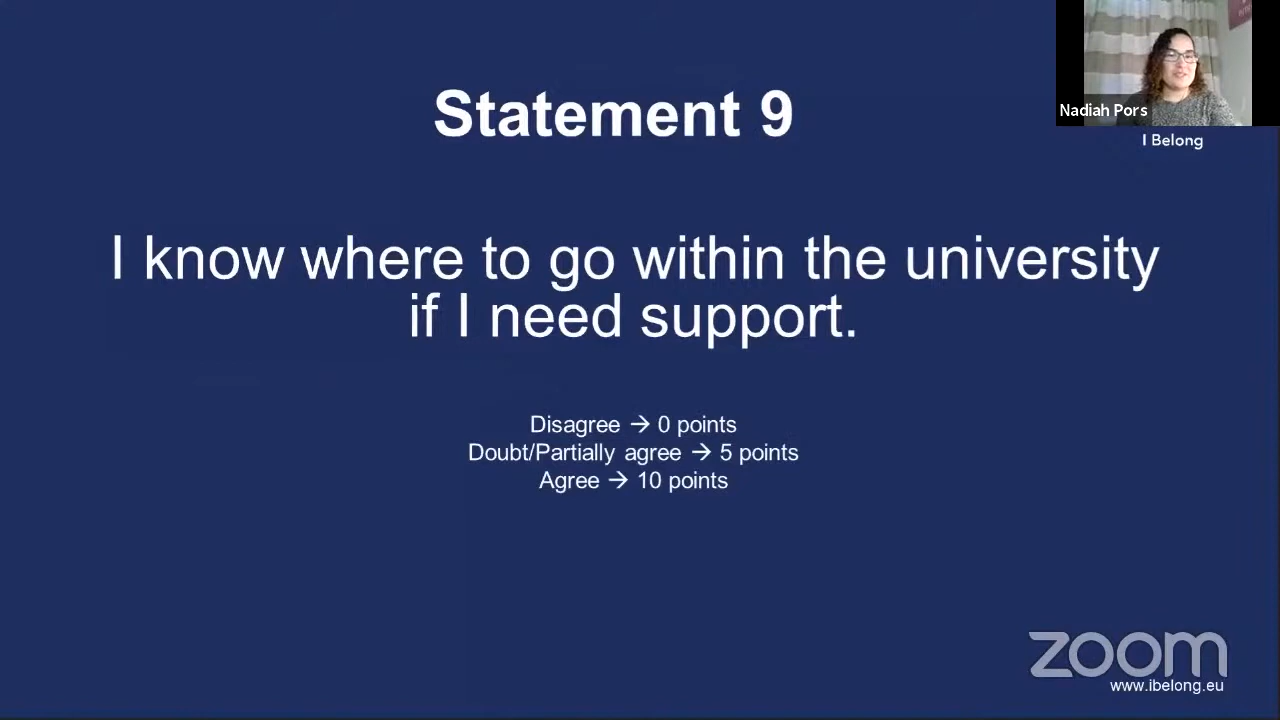 Statement 9
Nadiah Pors
I Belong
I know where to go within the university
if I need support.
Disagree → 0 points
Doubt/Partially agree → 5 points
Agree → 10 points
zoom
www.ibelong.eu